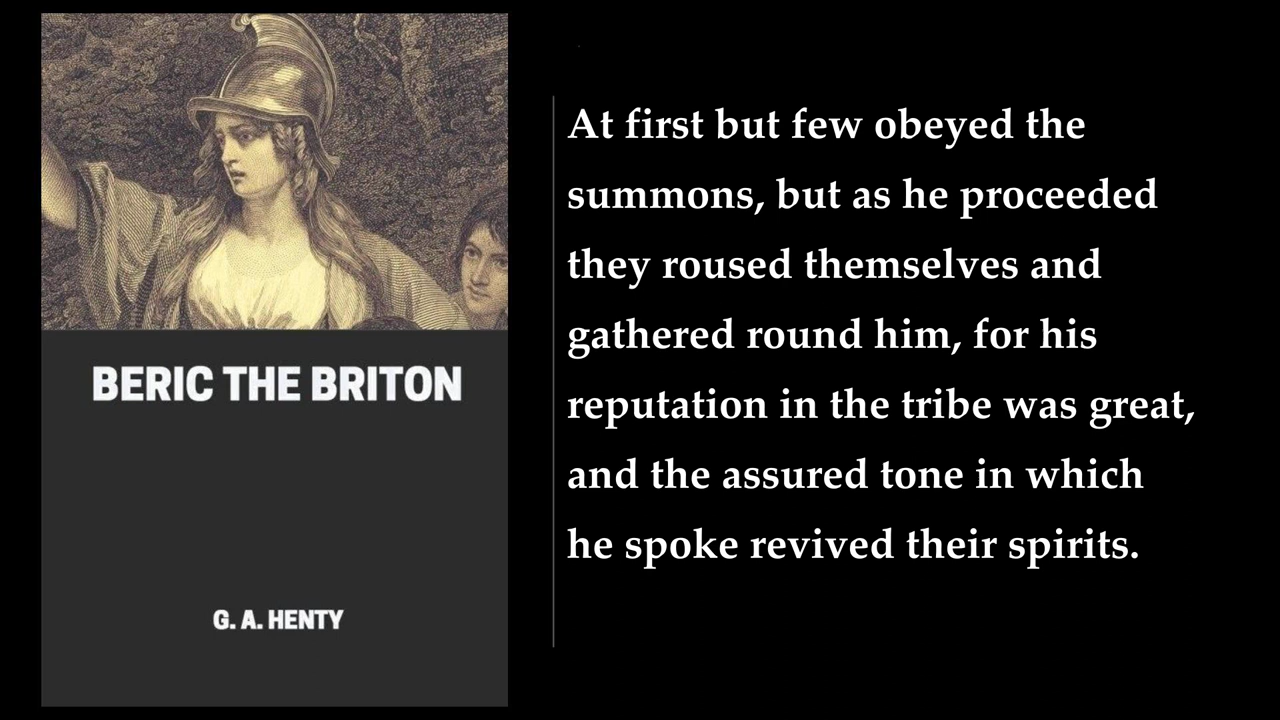 BERIC THE BRITON
G. A. HENTY
At first but few obeyed the
summons, but as he proceeded
they roused themselves and
gathered round him, for his
reputation in the tribe was great,
and the assured tone in which
he spoke revived their spirits.